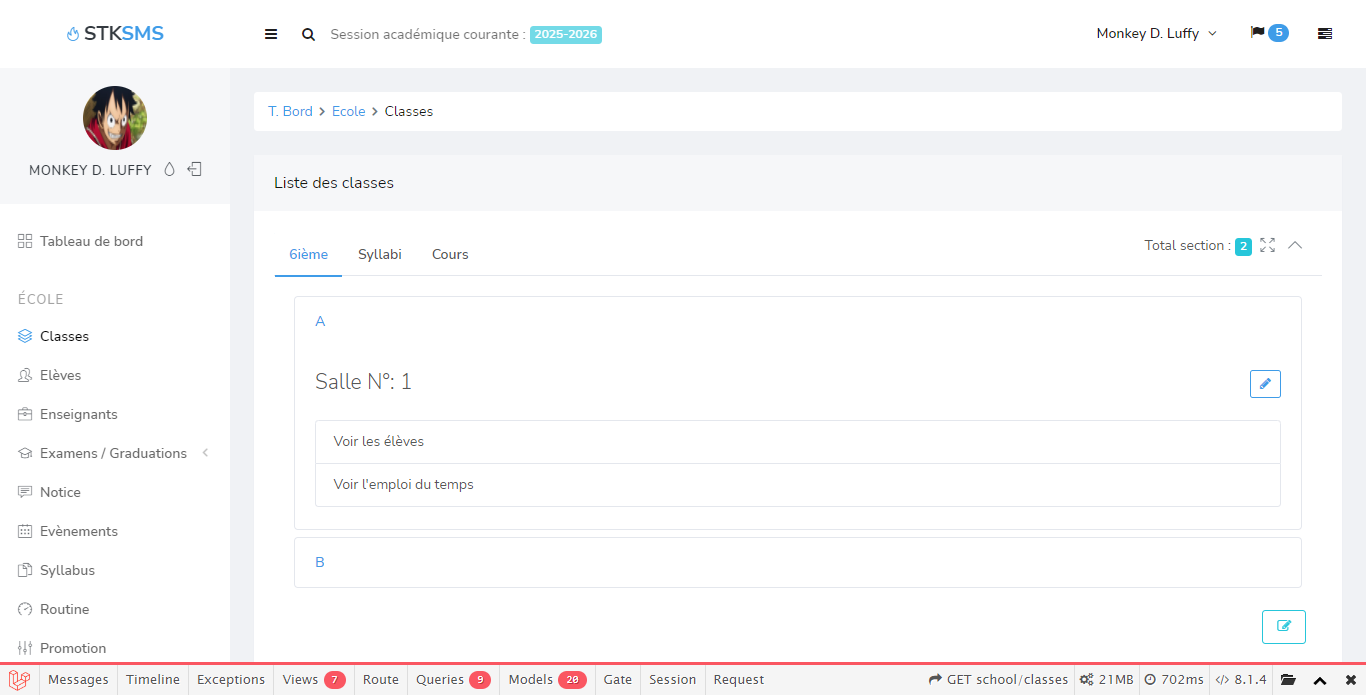 STKSMS
Session académique courante : 2025-2026
Monkey D. Luffy
5
MONKEY D. LUFFY
Tableau de bord
ÉCOLE
Classes
Elèves
Enseignants
Examens / Graduations
Notice
Evènements
Syllabus
Routine
Promotion
T. Bord > Ecole > Classes
Liste des classes
6ième Syllabi Cours
Total section : 2
A
Salle N°: 1
Voir les élèves
Voir l'emploi du temps
B
Messages Timeline Exceptions Views 7 Route Queries 9 Models 20 Gate Session Request GET school/classes 21MB 702ms 8.1.4